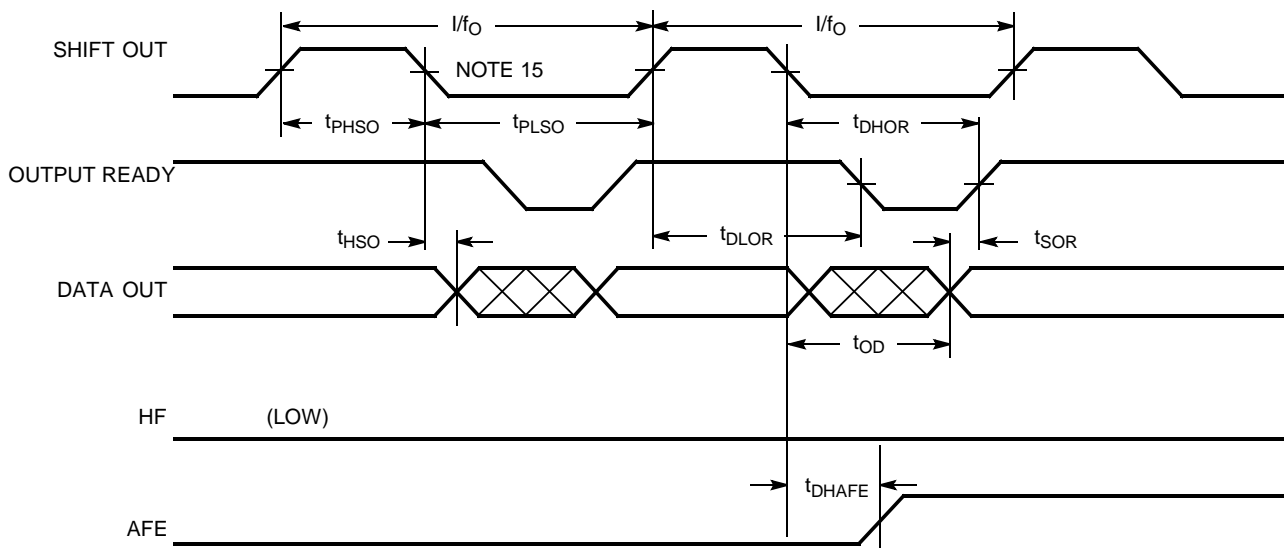 I/fO I/fO
SHIFT OUT
NOTE 15
tPHSO tPLSO tDHOR
OUTPUT READY
tHSO tDLOR tSOR
DATA OUT
tOD
HF (LOW)
tDHAFE
AFE